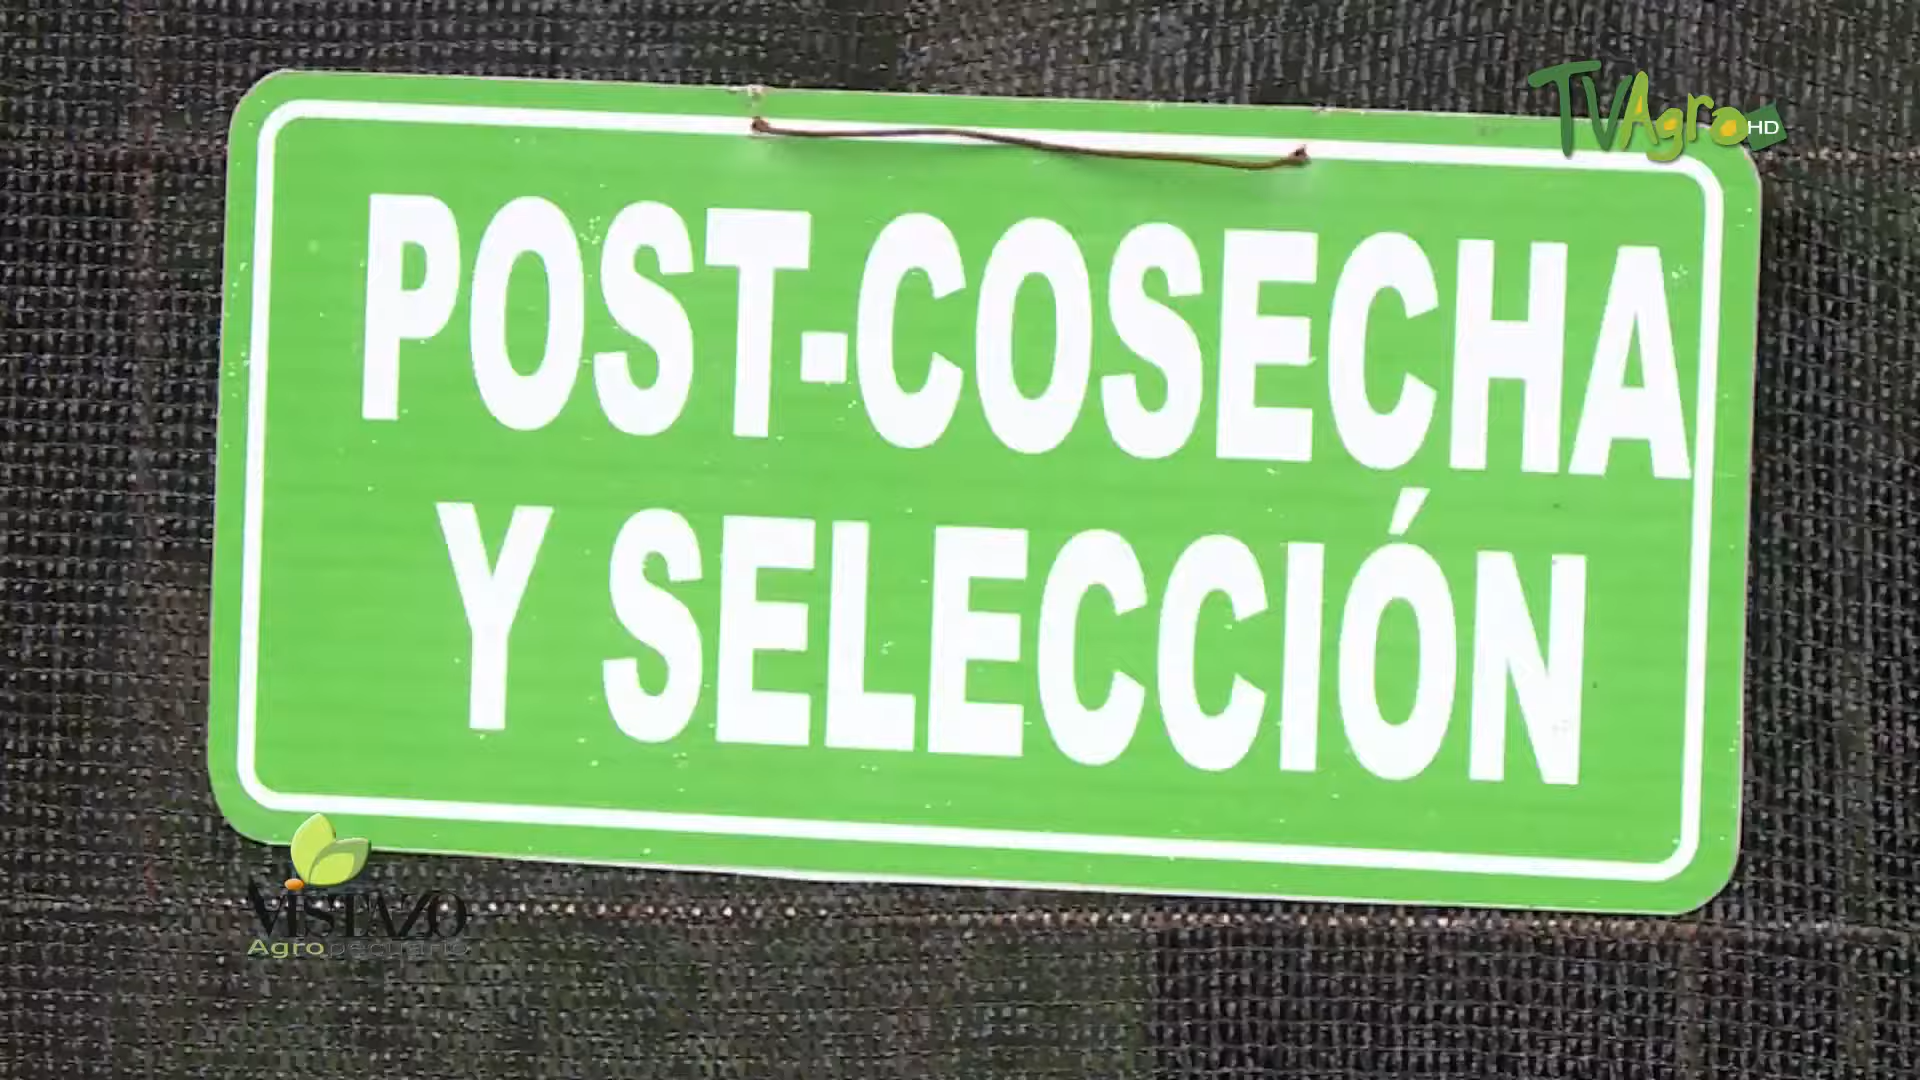 TVAgro HD
POST-COSECHA
Y SELECCIÓN
VISTAZO
Agropecuario